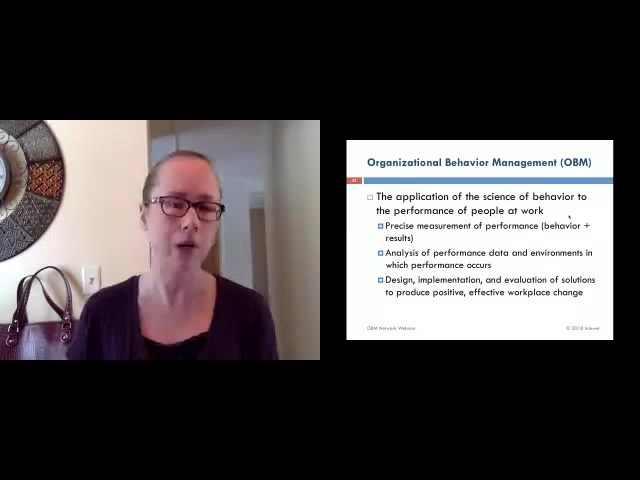 Organizational Behavior Management (OBM)
The application of the science of behavior to
the performance of people at work
Precise measurement of performance (behavior +
results)
Analysis of performance data and environments in
which performance occurs
Design, implementation, and evaluation of solutions
to produce positive, effective workplace change
OBM Network Webinar